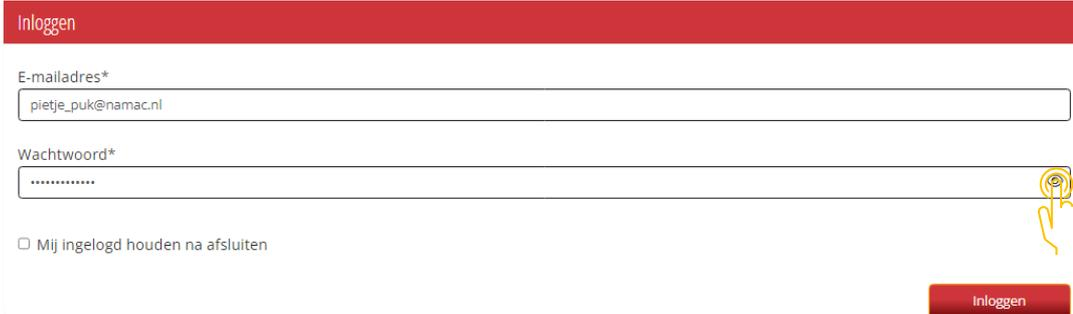 Inloggen
E-mailadres*
pietje_puk@namac.nl
Wachtwoord*
•••••••••••••
Mij ingelogd houden na afsluiten
Inloggen